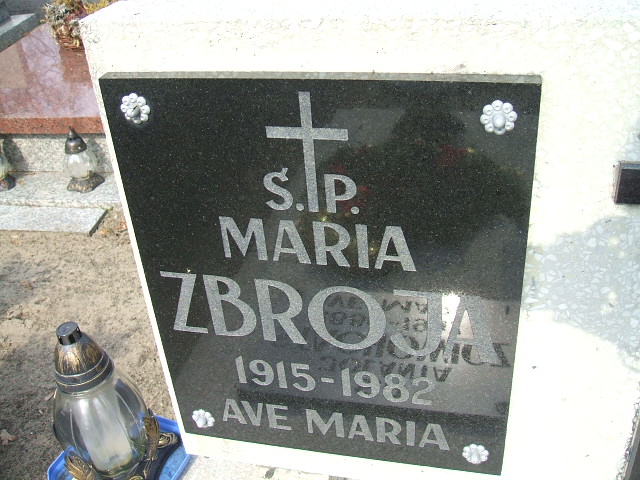 Ś.P.
MARIA
ZBROJA
1915-1982
AVE MARIA